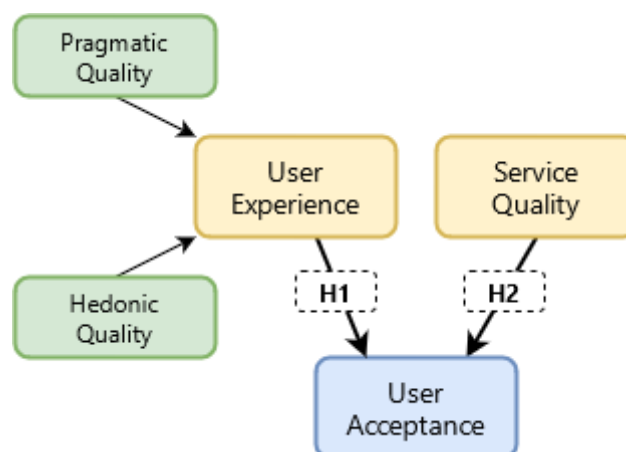 Pragmatic
Quality
User
Experience
Service
Quality
Hedonic
Quality
H1
H2
User
Acceptance